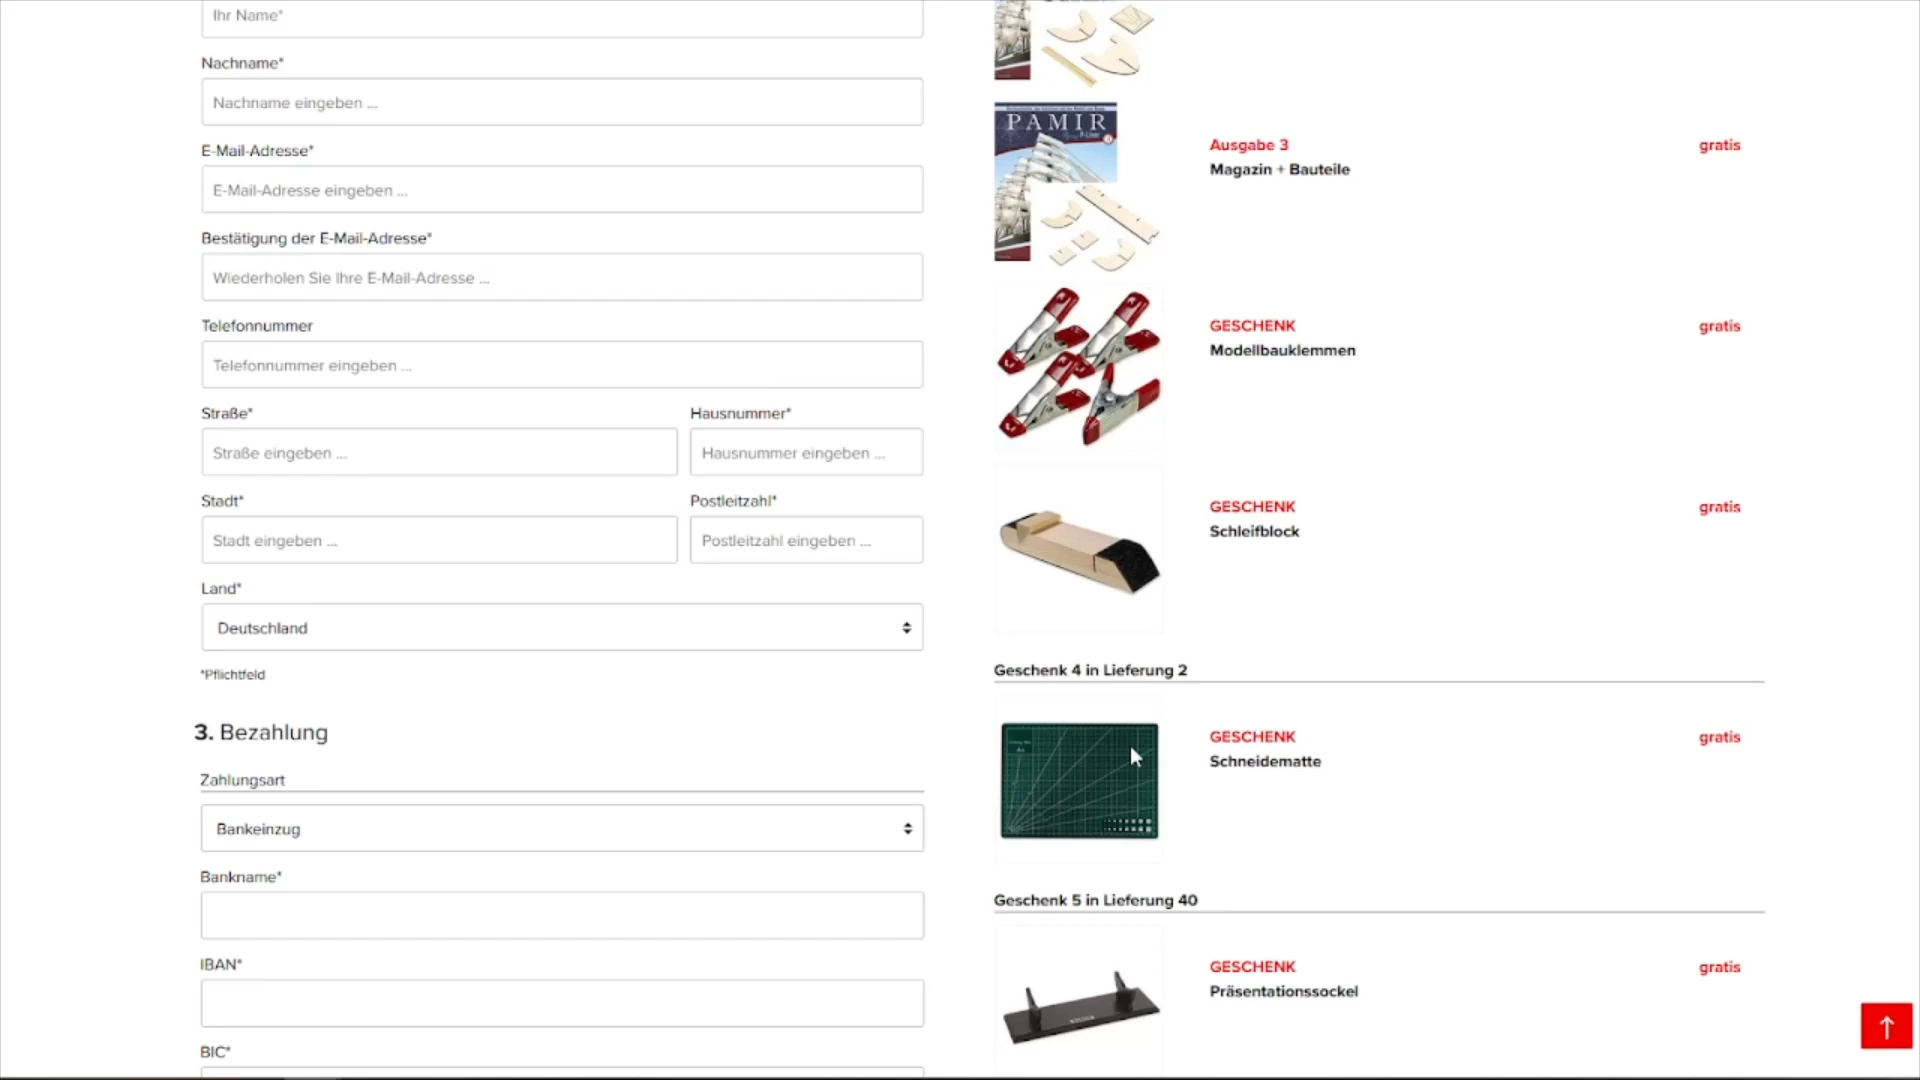 Ihr Name*
Nachname*
Nachname eingeben ...
E-Mail-Adresse*
E-Mail-Adresse eingeben ...
Bestätigung der E-Mail-Adresse*
Wiederholen Sie Ihre E-Mail-Adresse ...
Telefonnummer
Telefonnummer eingeben ...
Straße*
Hausnummer*
Straße eingeben ...
Hausnummer eingeben ...
Stadt*
Postleitzahl*
Stadt eingeben ...
Postleitzahl eingeben ...
Land*
Deutschland
*Pflichtfeld
3. Bezahlung
Zahlungsart
Bankeinzug
Bankname*
IBAN*
BIC*
PAMIR
Ausgabe 3
gratis
Magazin + Bauteile
GESCHENK
gratis
Modellbauklemmen
GESCHENK
gratis
Schleifblock
Geschenk 4 in Lieferung 2
GESCHENK
gratis
Schneidematte
Geschenk 5 in Lieferung 40
GESCHENK
gratis
Präsentationssockel